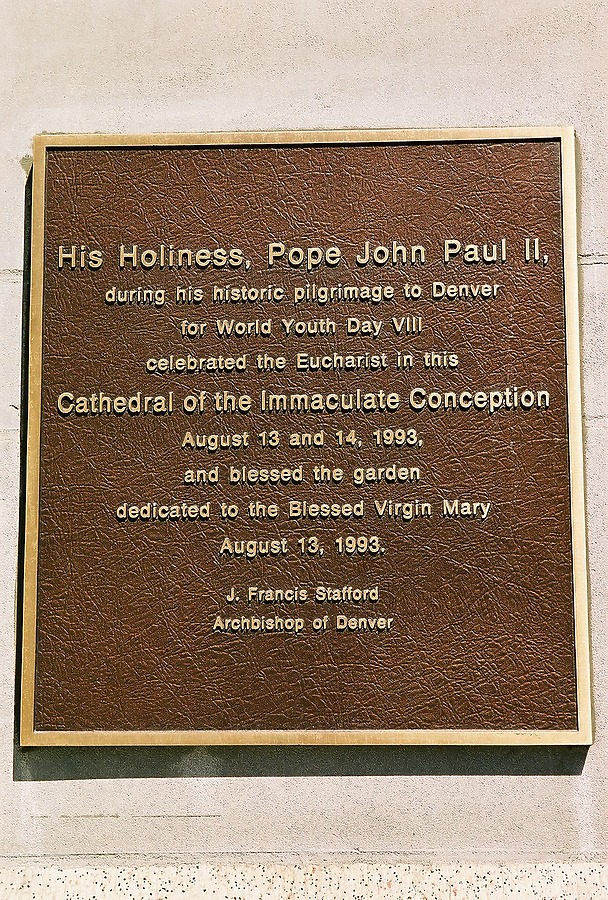 His Holiness, Pope John Paul II,
during his historic pilgrimage to Denver
for World Youth Day VIII
celebrated the Eucharist in this
Cathedral of the Immaculate Conception
August 13 and 14, 1993,
and blessed the garden
dedicated to the Blessed Virgin Mary
August 13, 1993.
J. Francis Stafford
Archbishop of Denver